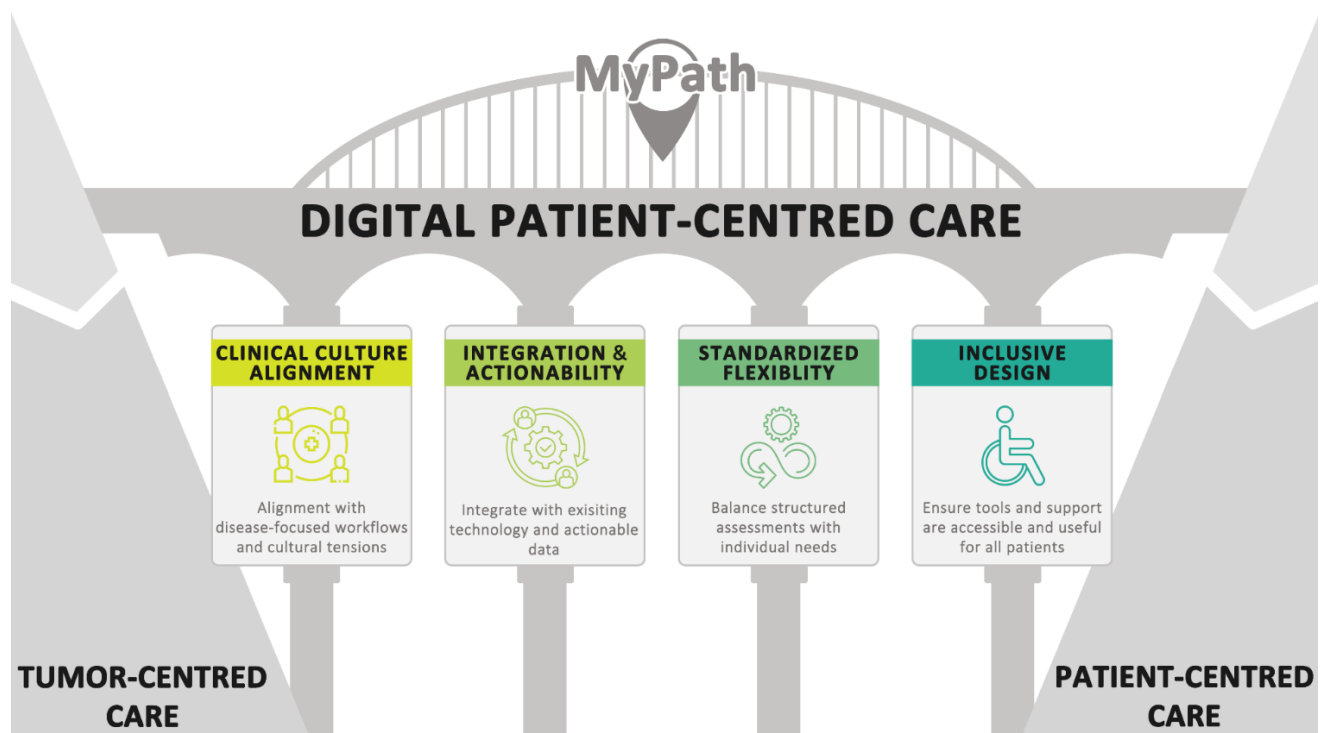 MyPath
DIGITAL PATIENT-CENTRED CARE
CLINICAL CULTURE
ALIGNMENT
Alignment with
disease-focused workflows
and cultural tensions
INTEGRATION &
ACTIONABILITY
Integrate with exisiting
technology and actionable
data
STANDARDIZED
FLEXIBLITY
Balance structured
assessments with
individual needs
INCLUSIVE
DESIGN
Ensure tools and support
are accessible and useful
for all patients
TUMOR-CENTRED
CARE
PATIENT-CENTRED
CARE